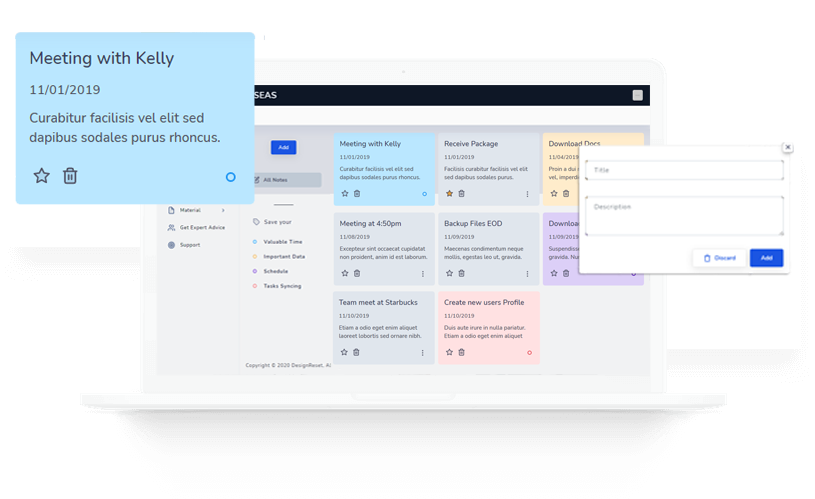 Meeting with Kelly
11/01/2019
Curabitur facilisis vel elit sed
dapibus sodales purus rhoncus.
SEAS
Add
All Notes
Material
Get Expert Advice
Support
Save your
Valuable Time
Important Data
Schedule
Tasks Syncing
Copyright © 2020 DesignReset, Al
Meeting with Kelly
11/01/2019
Curabitur facilisis vel elit sed
dapibus sodales purus.
Receive Package
11/01/2019
Facilisis curabitur facilisis vel elit
sed dapibus sodales purus.
Download Docs
11/04/2019
Proin a dui
vel, imperdi
Meeting at 4:50pm
11/08/2019
Excepteur sint occaecat cupidatat
non proident, anim id est laborum.
Backup Files EOD
11/09/2019
Maecenas condimentum neque
mollis, egestas leo ut, gravida.
Downloa
11/09/2019
Suspendiss
gravida. Nu
Team meet at Starbucks
11/10/2019
Etiam a odio eget enim aliquet
laoreet lobortis sed ornare nibh.
Create new users Profile
11/10/2019
Duis aute irure in nulla pariatur.
Etiam a odio eget enim aliquet
Title
Description
Discard
Add